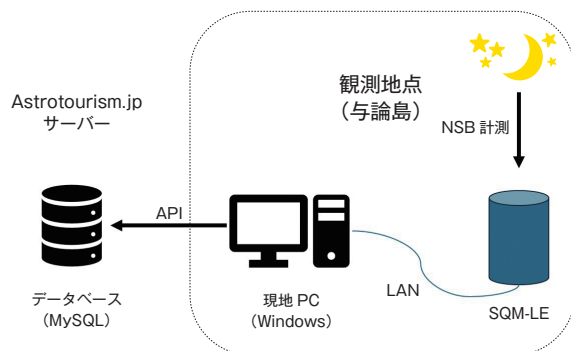 Astrotourism.jp
サーバー
観測地点
（与論島）
NSB 計測
API
LAN
データベース
（MySQL）
現地 PC
（Windows）
SQM-LE